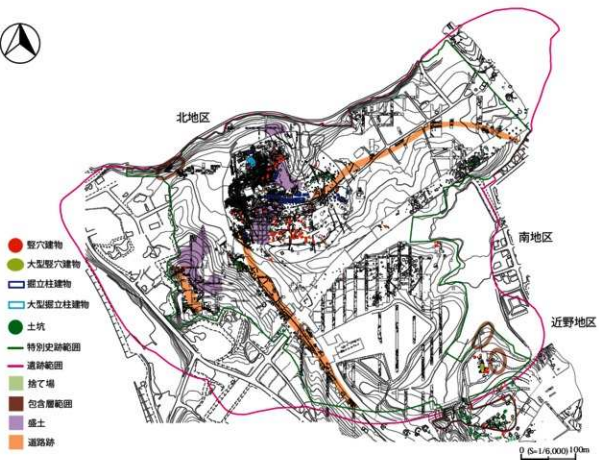 北地区
南地区
近野地区
竪穴建物
大型竪穴建物
掘立柱建物
大型掘立柱建物
土坑
特別史跡範囲
遺跡範囲
捨て場
包含層範囲
盛土
道路跡
0 (S=1/6,000) 100m